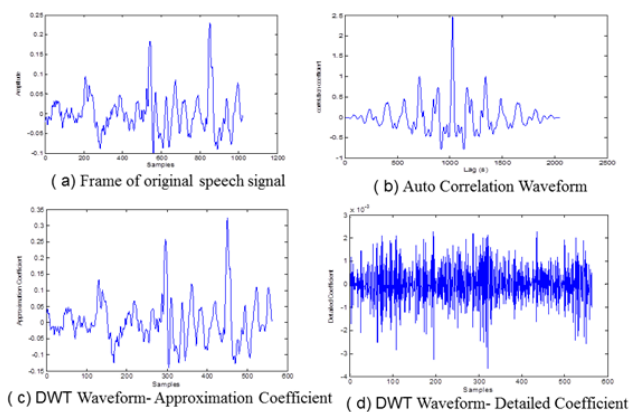 0.25
0.2
0.15
0.1
0.05
0
-0.05
-0.1
Amplitude
0 200 400 600 800 1000 1200
Samples
( a ) Frame of original speech signal
2.5
2
1.5
1
0.5
0
-0.5
-1
correlation coefficient
0 500 1000 1500 2000 2500
Lag (s)
( b ) Auto Correlation Waveform
0.35
0.3
0.25
0.2
0.15
0.1
0.05
0
-0.05
-0.1
-0.15
Approximation Coefficient
0 100 200 300 400 500 600
Samples
( c ) DWT Waveform- Approximation Coefficient
x 10⁻³
3
2
1
0
-1
-2
-3
-4
Detailed Coefficient
0 100 200 300 400 500 600
Samples
( d ) DWT Waveform- Detailed Coefficient